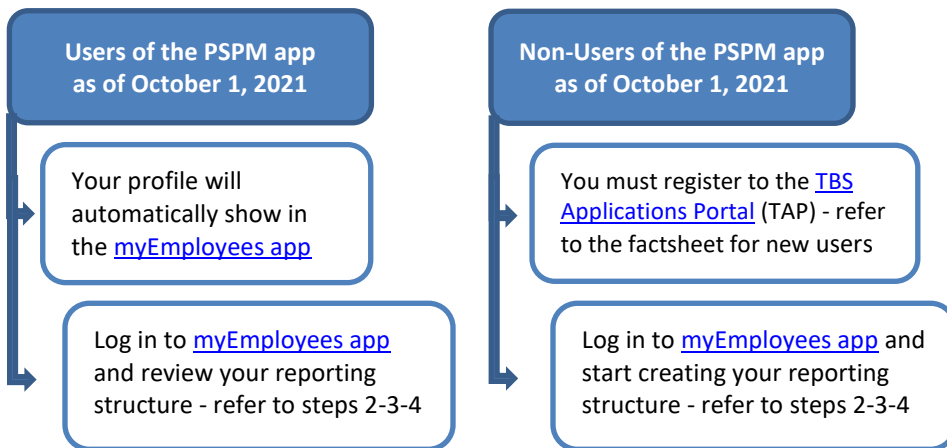 Users of the PSPM app
as of October 1, 2021
Your profile will
automatically show in
the myEmployees app
Log in to myEmployees app
and review your reporting
structure - refer to steps 2-3-4
Non-Users of the PSPM app
as of October 1, 2021
You must register to the TBS
Applications Portal (TAP) - refer
to the factsheet for new users
Log in to myEmployees app and
start creating your reporting
structure - refer to steps 2-3-4